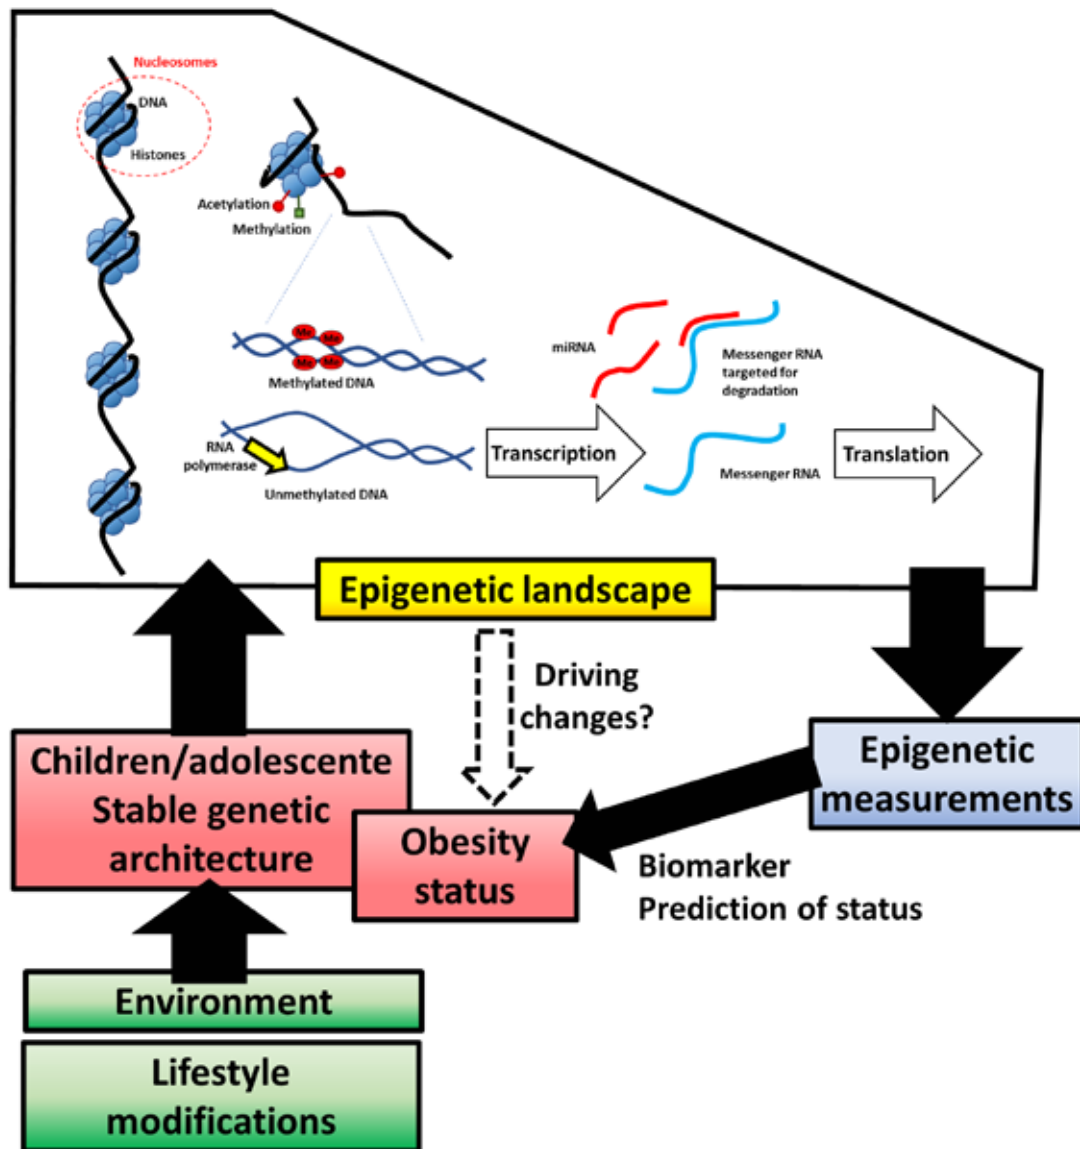 Nucleosomes
DNA
Histones
Acetylation
Methylation
Me Me
Me Me
Methylated DNA
RNA
polymerase
Unmethylated DNA
miRNA
Messenger RNA
targeted for
degradation
Transcription
Messenger RNA
Translation
Epigenetic landscape
Driving
changes?
Children/adolescente
Stable genetic
architecture
Obesity
status
Epigenetic
measurements
Biomarker
Prediction of status
Environment
Lifestyle
modifications